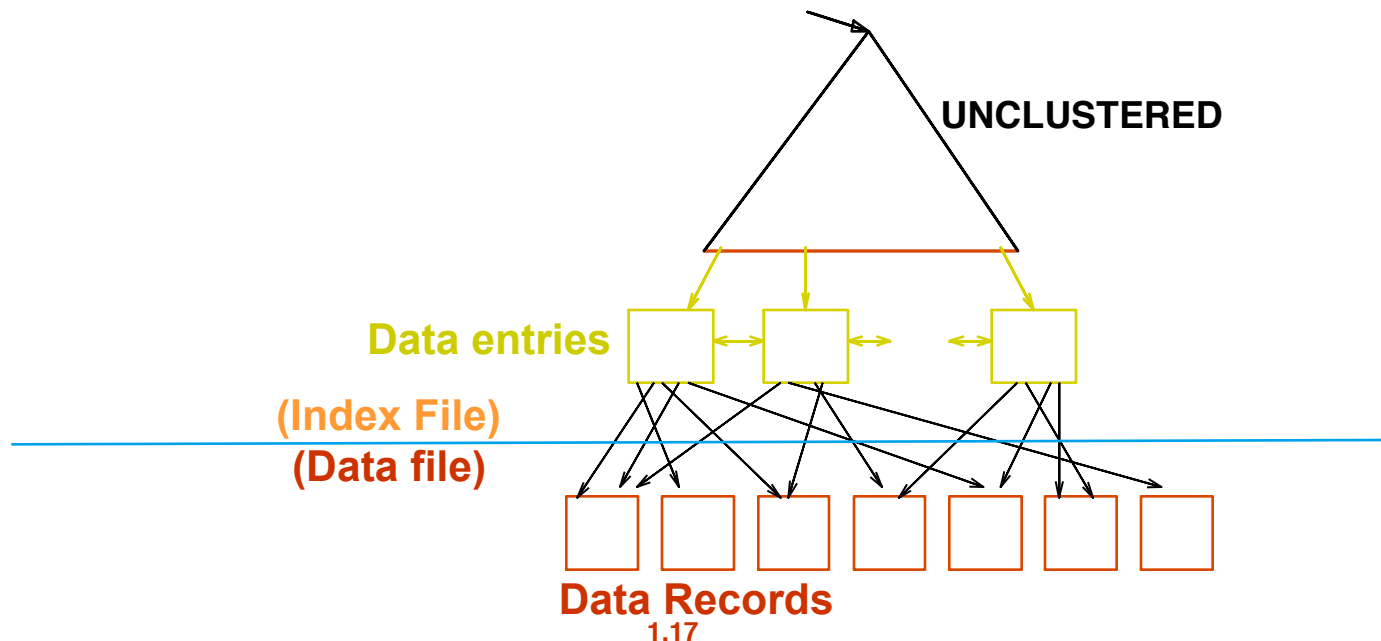 UNCLUSTERED
Data entries
(Index File)
(Data file)
Data Records
1.17